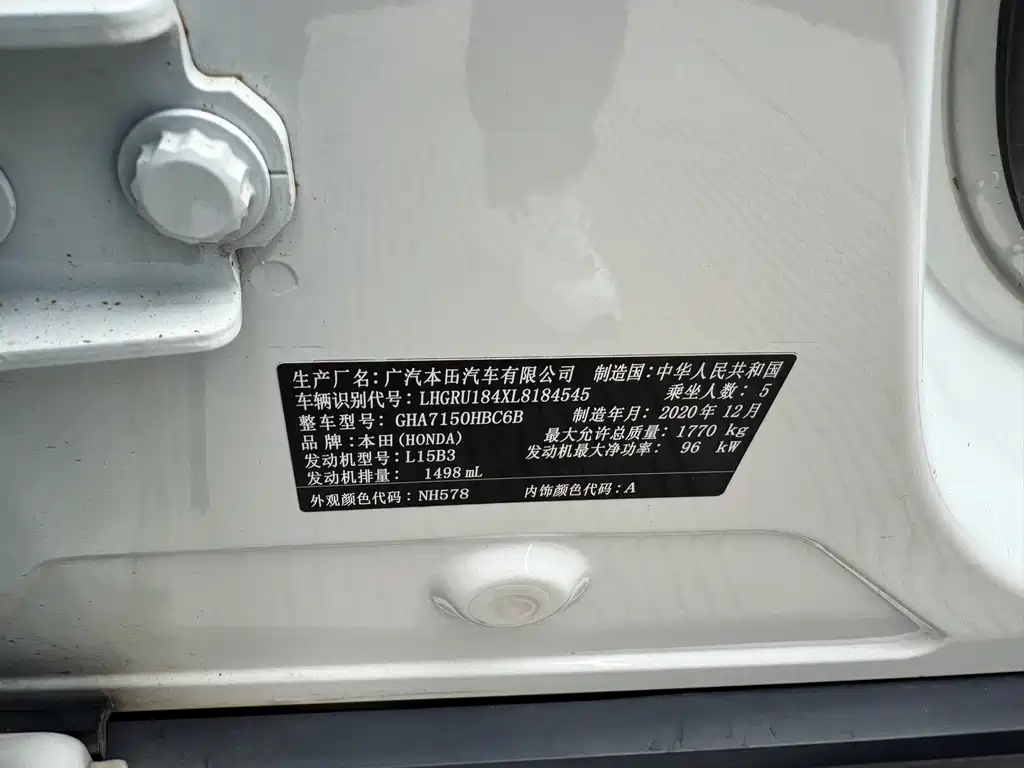 生产厂名:广汽本田汽车有限公司 制造国:中华人民共和国
车辆识别代号:LHGRU184XL8184545 乘坐人数:5
整车型号:GHA7150HBC6B 制造年月:2020年12月
品牌:本田(HONDA) 最大允许总质量:1770 kg
发动机型号:L15B3 发动机最大净功率:96 kW
发动机排量:1498 mL
外观颜色代码:NH578 内饰颜色代码:A